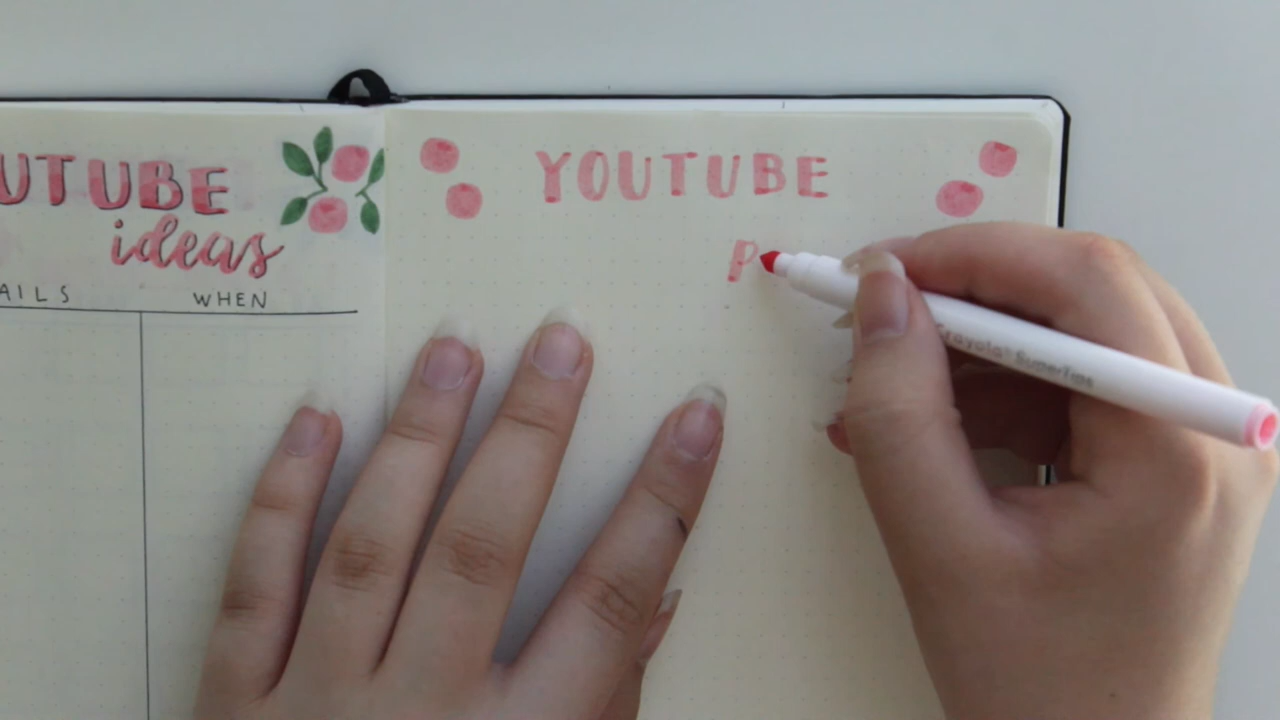 UTUBE
ideas
AILS WHEN
YOUTUBE
P
Crayola SuperTips